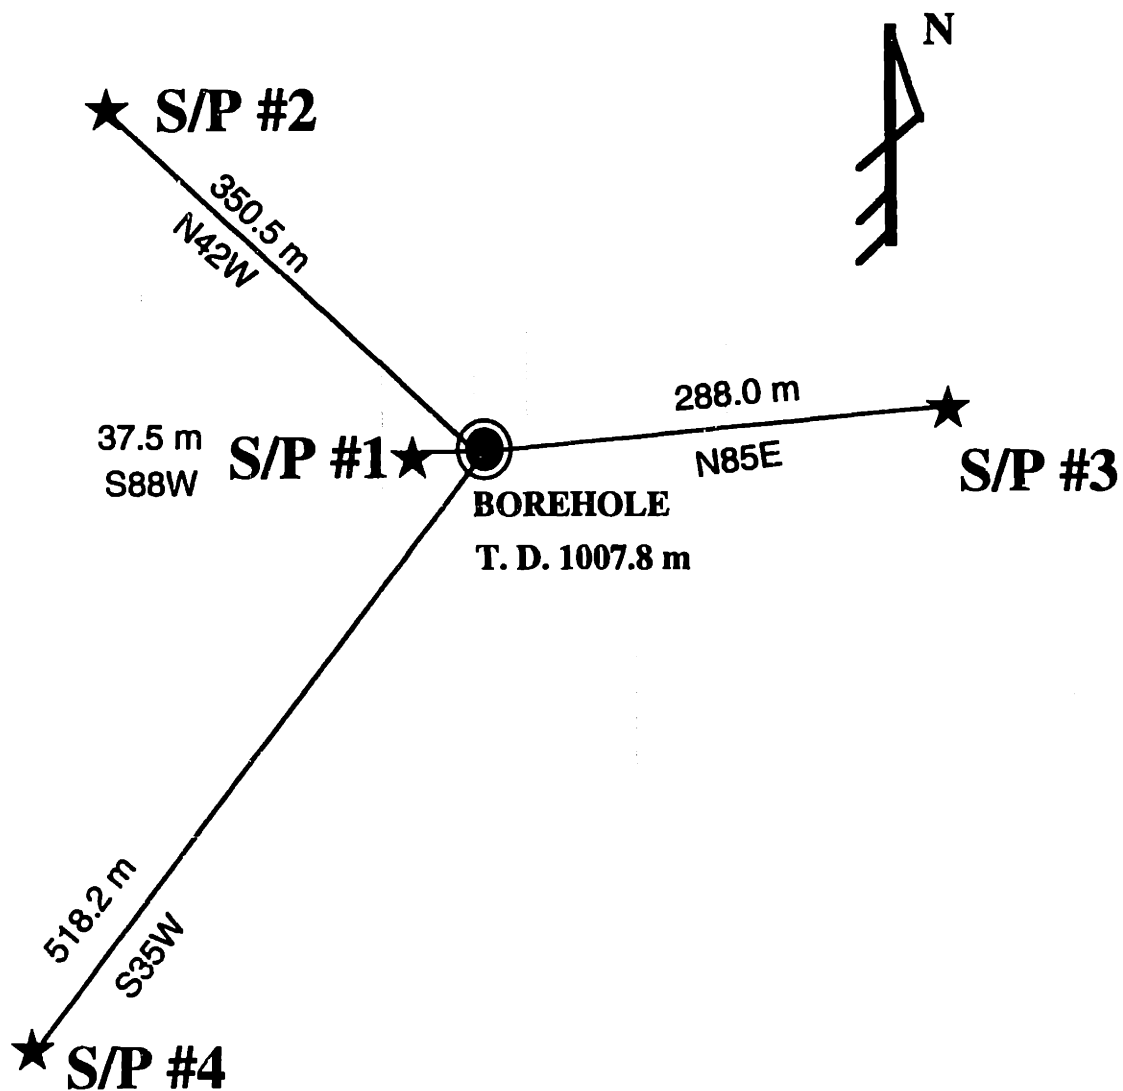 N
S/P #2
350.5 m
N42W
288.0 m
N85E
37.5 m
S88W
S/P #1
S/P #3
BOREHOLE
T. D. 1007.8 m
518.2 m
S35W
S/P #4